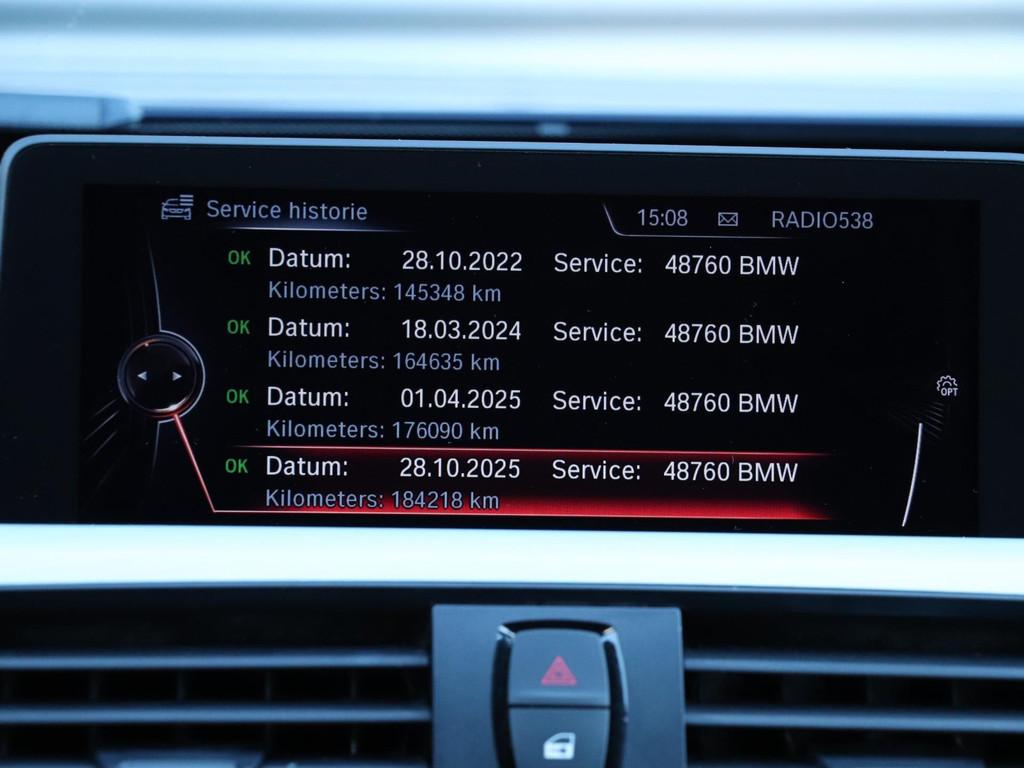 Service historie
15:08 RADIO538
OK Datum: 28.10.2022 Service: 48760 BMW
Kilometers: 145348 km
OK Datum: 18.03.2024 Service: 48760 BMW
Kilometers: 164635 km
OK Datum: 01.04.2025 Service: 48760 BMW
Kilometers: 176090 km
OK Datum: 28.10.2025 Service: 48760 BMW
Kilometers: 184218 km
OPT